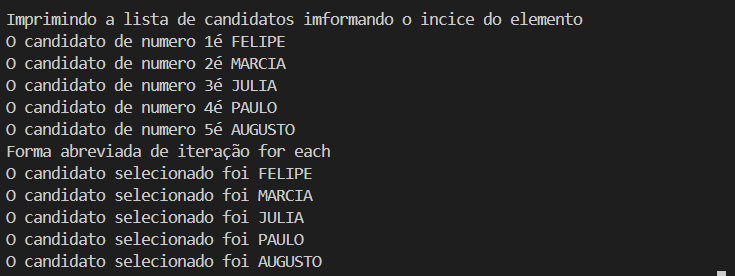 Imprimindo a lista de candidatos imformando o incice do elemento
O candidato de numero 1é FELIPE
O candidato de numero 2é MARCIA
O candidato de numero 3é JULIA
O candidato de numero 4é PAULO
O candidato de numero 5é AUGUSTO
Forma abreviada de iteração for each
O candidato selecionado foi FELIPE
O candidato selecionado foi MARCIA
O candidato selecionado foi JULIA
O candidato selecionado foi PAULO
O candidato selecionado foi AUGUSTO